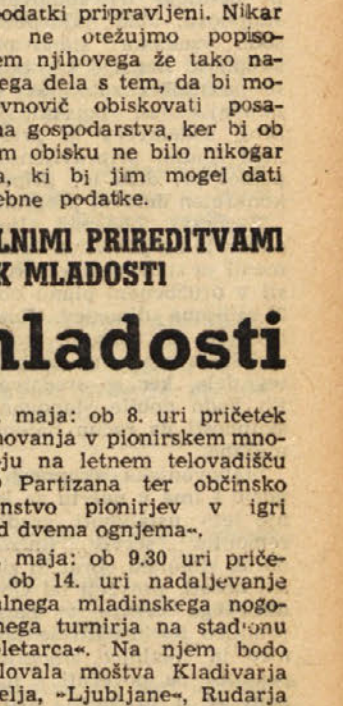 odatki pripravljeni. Nikar
ne otežujmo popiso-
em njihovega že tako na-
ega dela s tem, da bi mo-
vnovič obiskovati posa-
na gospodarstva, ker bi ob
m obisku ne bilo nikogar
a, ki bi jim mogel dati
ebne podatke.
LNIMI PRIREDITVAMI
K MLADOSTI
mladosti
maja: ob 8. uri pričetek
movanja v pionirskem mno-
ju na letnem telovadišču
Partizana ter občinsko
nstvo pionirjev v igri
d dvema ognjema«.
maja: ob 9.30 uri priče-
ob 14. uri nadaljevanje
alnega mladinskega nogo-
nega turnirja na stadionu
letarca«. Na njem bodo
lovala moštva Kladivarja
elja, »Ljubljane«, Rudarja